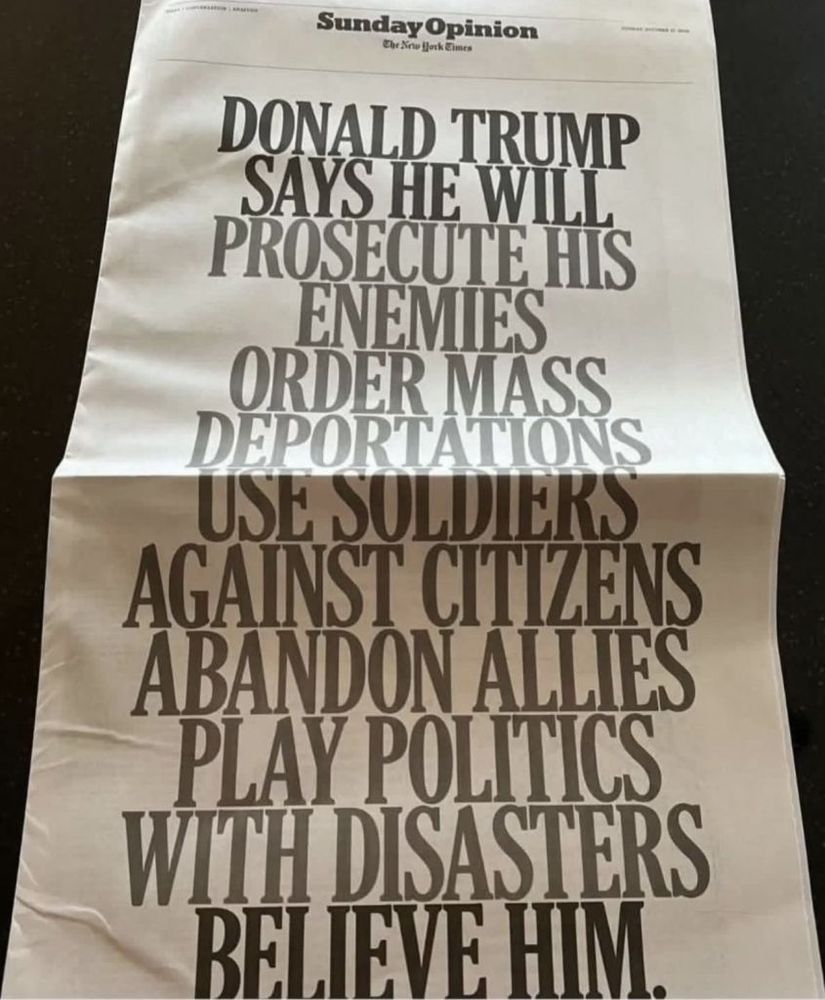 Sunday Opinion
The New York Times
DONALD TRUMP
SAYS HE WILL
PROSECUTE HIS
ENEMIES
ORDER MASS
DEPORTATIONS
USE SOLDIERS
AGAINST CITIZENS
ABANDON ALLIES
PLAY POLITICS
WITH DISASTERS
BELIEVE HIM.